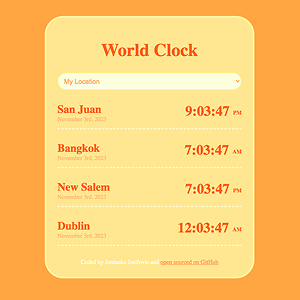 World Clock
My Location
San Juan 9:03:47 PM
November 3rd, 2023
Bangkok 7:03:47 AM
November 3rd, 2023
New Salem 7:03:47 PM
November 3rd, 2023
Dublin 12:03:47 AM
November 3rd, 2023
Coded by and open sourced on GitHub